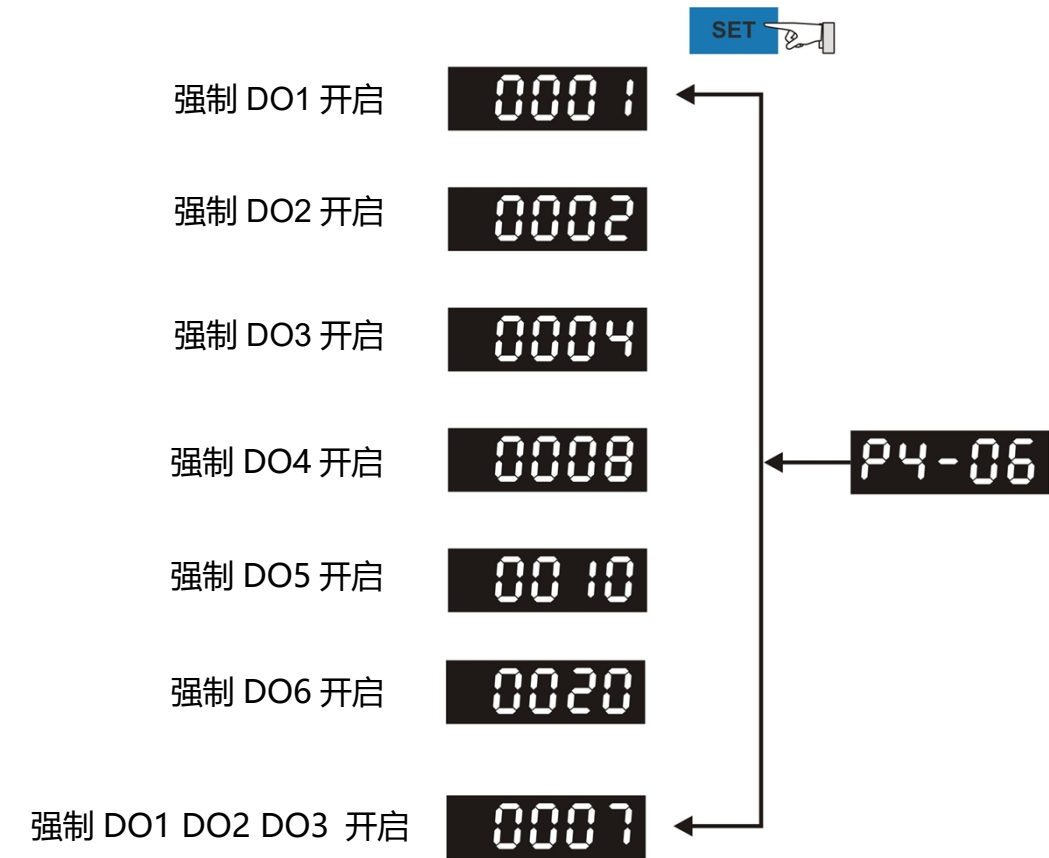 SET
强制 DO1 开启 0001
强制 DO2 开启 0002
强制 DO3 开启 0004
强制 DO4 开启 0008
P4-06
强制 DO5 开启 0010
强制 DO6 开启 0020
强制 DO1 DO2 DO3 开启 0007